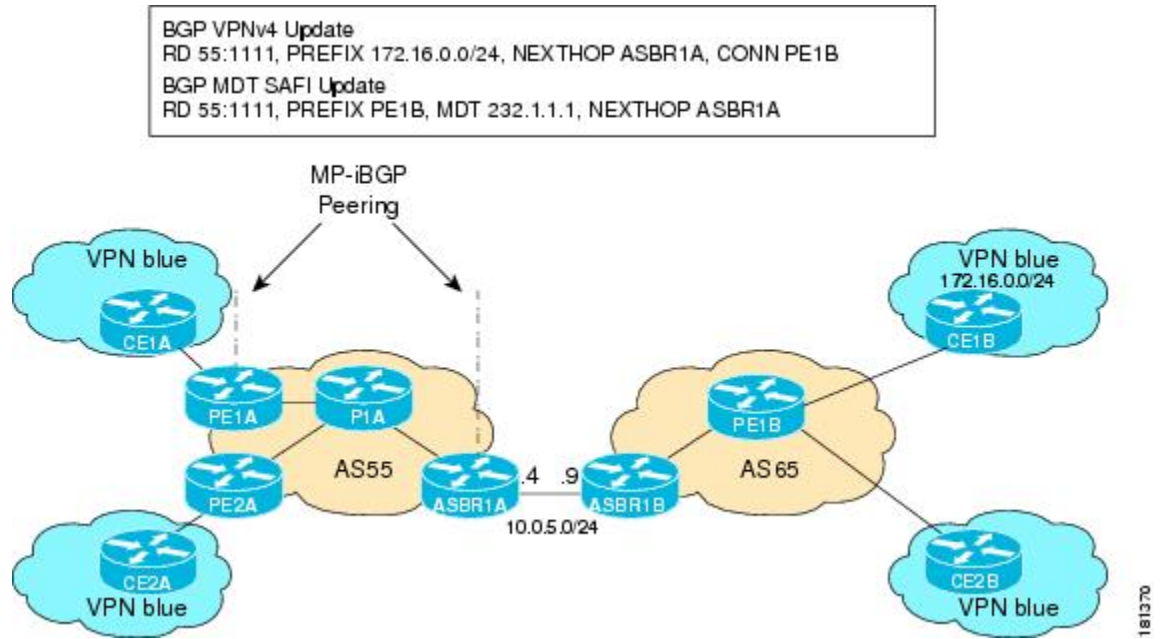 BGP VPNv4 Update
RD 55:1111, PREFIX 172.16.0.0/24, NEXTHOP ASBR1A, CONN PE1B
BGP MDT SAFI Update
RD 55:1111, PREFIX PE1B, MDT 232.1.1.1, NEXTHOP ASBR1A
MP-iBGP
Peering
VPN blue
VPN blue
172.16.0.0/24
CE1A
CE1B
PE1A
P1A
PE1B
AS55
AS65
PE2A
ASBR1A
.4
.9
ASBR1B
10.0.5.0/24
CE2A
CE2B
VPN blue
VPN blue
181370